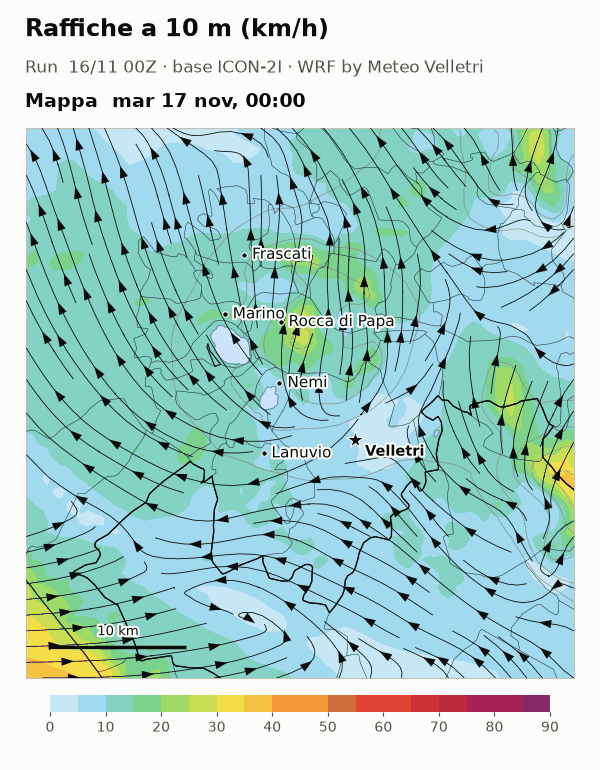 Raffiche a 10 m (km/h)
Run  16/11 00Z · base ICON-2I · WRF by Meteo Velletri
Mappa  mar 17 nov, 00:00
Frascati
Marino
Rocca di Papa
Nemi
Velletri
Lanuvio
10 km
0 10 20 30 40 50 60 70 80 90